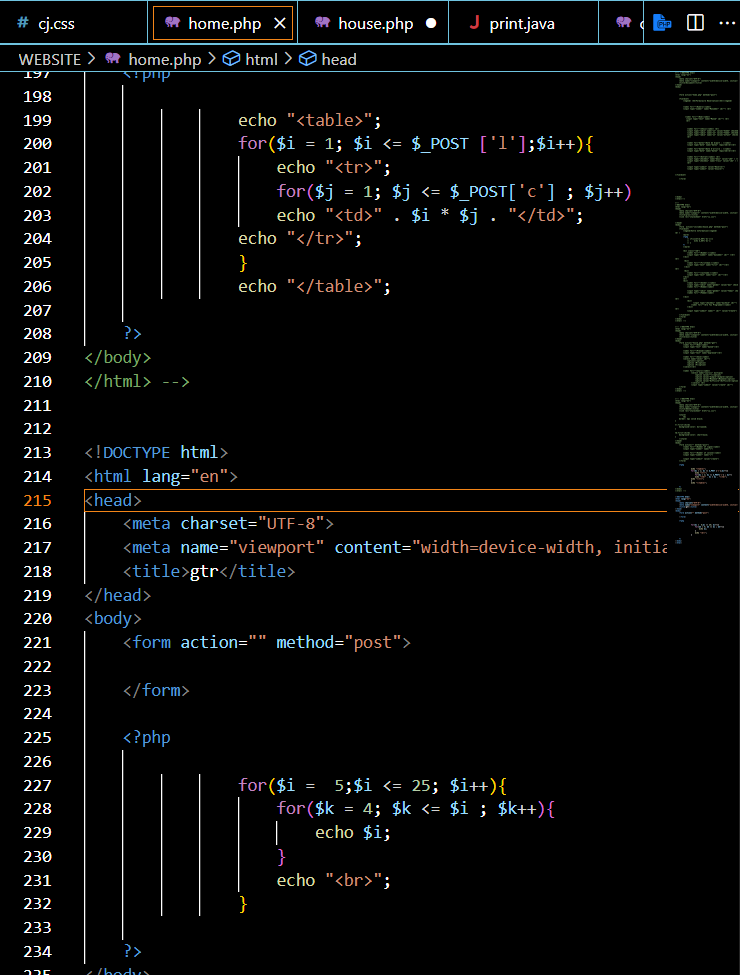 # cj.css home.php × house.php ● J print.java
WEBSITE > home.php > html > head
197 <?php
198
199 echo "<table>";
200 for($i = 1; $i <= $_POST ['l'];$i++){
201 echo "<tr>";
202 for($j = 1; $j <= $_POST['c'] ; $j++)
203 echo "<td>" . $i * $j . "</td>";
204 echo "</tr>";
205 }
206 echo "</table>";
207
208 ?>
209 </body>
210 </html> -->
211
212
213 <!DOCTYPE html>
214 <html lang="en">
215 <head>
216 <meta charset="UTF-8">
217 <meta name="viewport" content="width=device-width, initia
218 <title>gtr</title>
219 </head>
220 <body>
221 <form action="" method="post">
222
223 </form>
224
225 <?php
226
227 for($i =  5;$i <= 25; $i++){
228 for($k = 4; $k <= $i ; $k++){
229 echo $i;
230 }
231 echo "<br>";
232 }
233
234 ?>
235 </body>